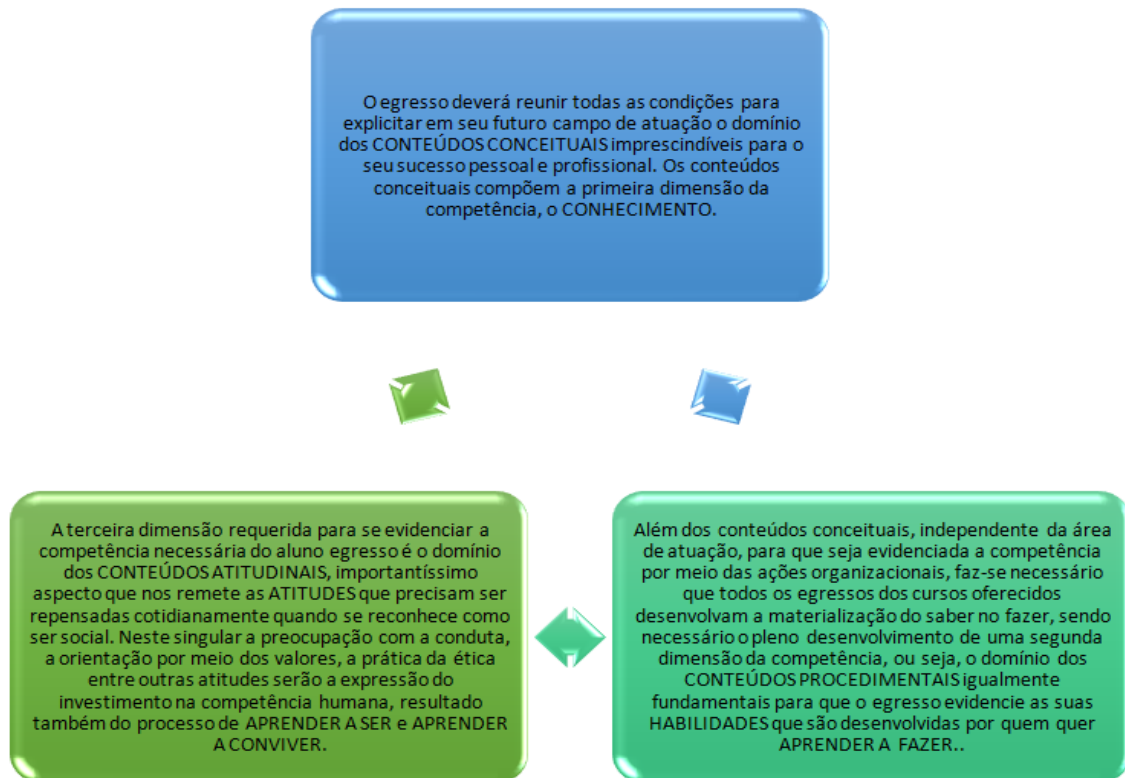 O egresso deverá reunir todas as condições para
explicitar em seu futuro campo de atuação o domínio
dos CONTEÚDOS CONCEITUAIS imprescindíveis para o
seu sucesso pessoal e profissional. Os conteúdos
conceituais compõem a primeira dimensão da
competência, o CONHECIMENTO.
A terceira dimensão requerida para se evidenciar a
competência necessária do aluno egresso é o domínio
dos CONTEÚDOS ATITUDINAIS, importantíssimo
aspecto que nos remete as ATITUDES que precisam ser
repensadas cotidianamente quando se reconhece como
ser social. Neste singular a preocupação com a conduta,
a orientação por meio dos valores, a prática da ética
entre outras atitudes serão a expressão do
investimento na competência humana, resultado
também do processo de APRENDER A SER e APRENDER
A CONVIVER.
Além dos conteúdos conceituais, independente da área
de atuação, para que seja evidenciada a competência
por meio das ações organizacionais, faz-se necessário
que todos os egressos dos cursos oferecidos
desenvolvam a materialização do saber no fazer, sendo
necessário o pleno desenvolvimento de uma segunda
dimensão da competência, ou seja, o domínio dos
CONTEÚDOS PROCEDIMENTAIS igualmente
fundamentais para que o egresso evidencie as suas
HABILIDADES que são desenvolvidas por quem quer
APRENDER A FAZER..